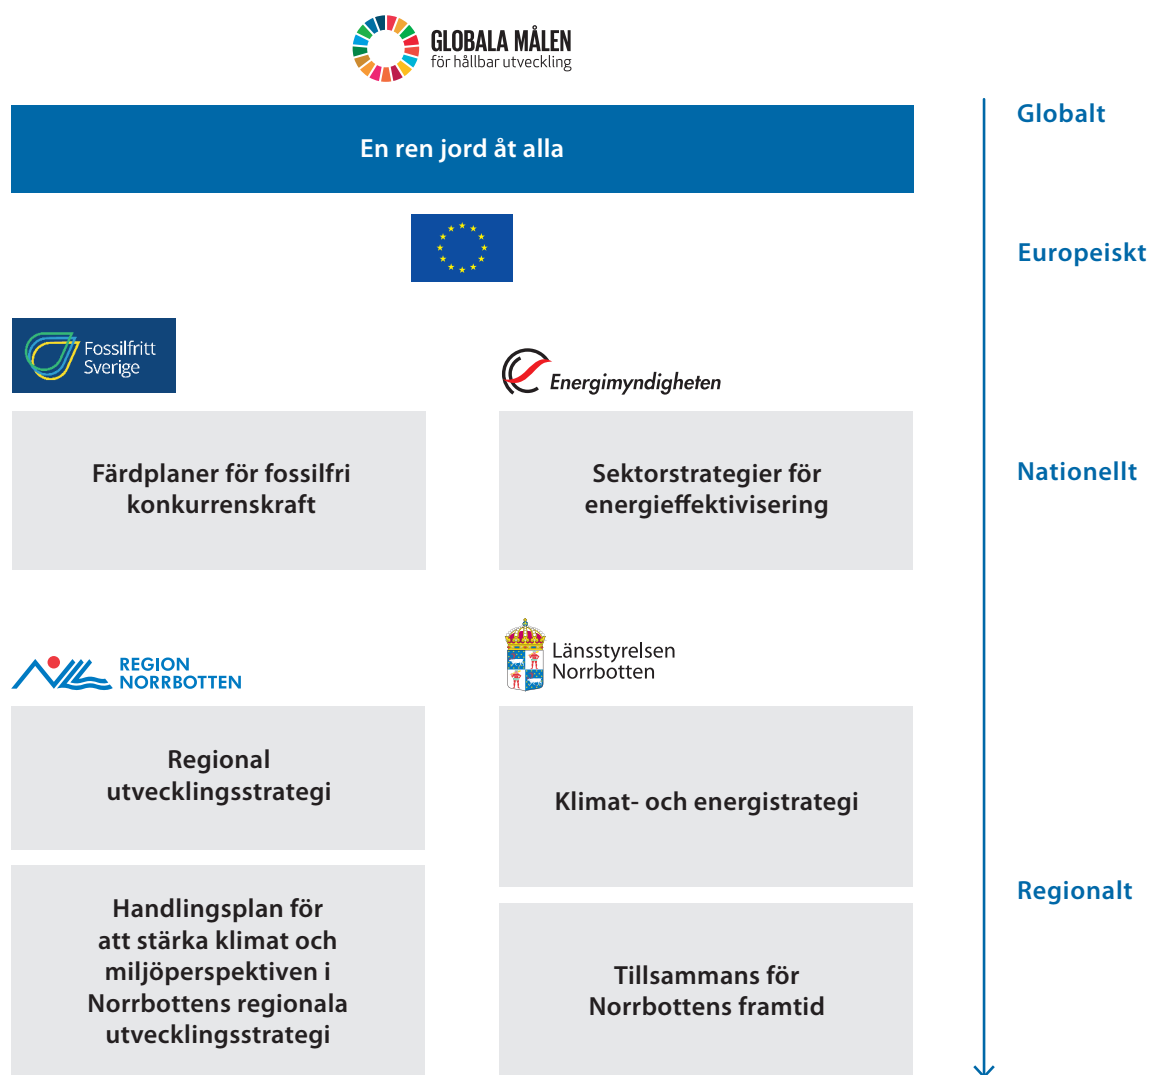 GLOBALA MÅLEN
för hållbar utveckling
Globalt
En ren jord åt alla
Europeiskt
Fossilfritt
Sverige
Energimyndigheten
Färdplaner för fossilfri
konkurrenskraft
Sektorstrategier för
energieffektivisering
Nationellt
REGION
NORRBOTTEN
Länsstyrelsen
Norrbotten
Regional
utvecklingsstrategi
Klimat- och energistrategi
Regionalt
Handlingsplan för
att stärka klimat och
miljöperspektiven i
Norrbottens regionala
utvecklingsstrategi
Tillsammans för
Norrbottens framtid